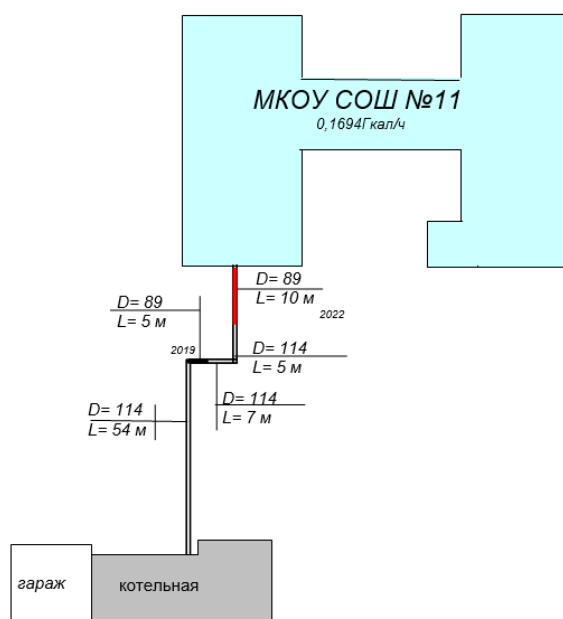 МКОУ СОШ №11
0,1694Гкал/ч
D= 89
L= 10 м
2022
D= 89
L= 5 м
2019
D= 114
L= 5 м
D= 114
L= 7 м
D= 114
L= 54 м
гараж
котельная